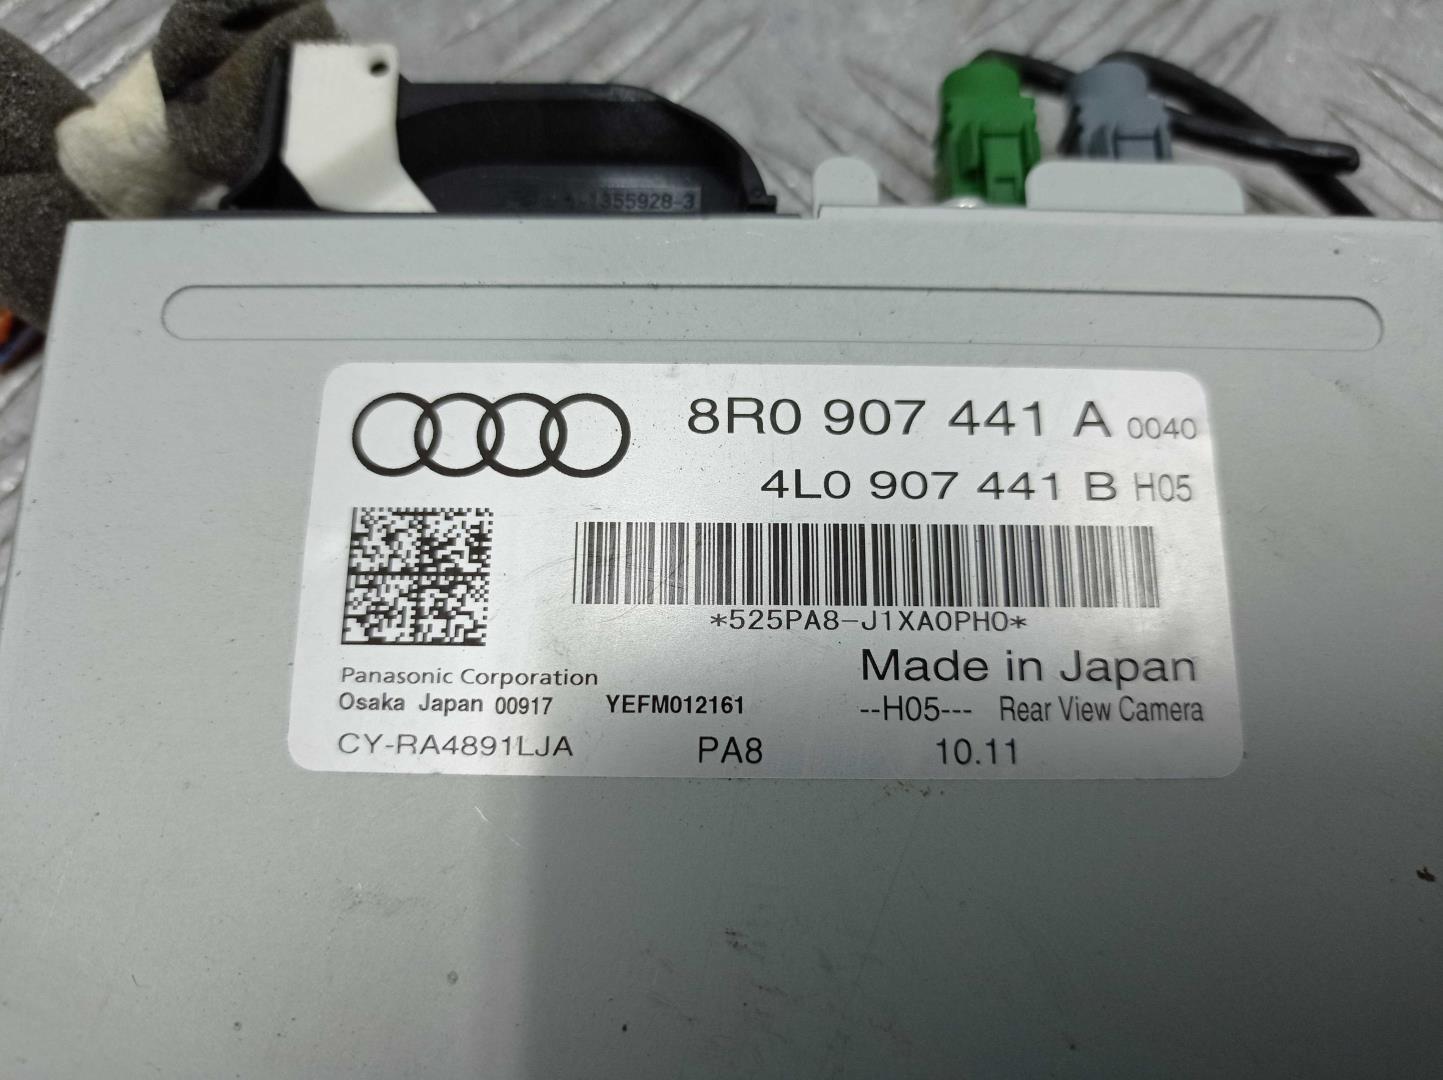 1355928-3
8R0 907 441 A 0040
4L0 907 441 B H05
*525PA8-J1XA0PH0*
Panasonic Corporation
Made in Japan
Osaka Japan 00917 YEFM012161
--H05--- Rear View Camera
CY-RA4891LJA PA8 10.11